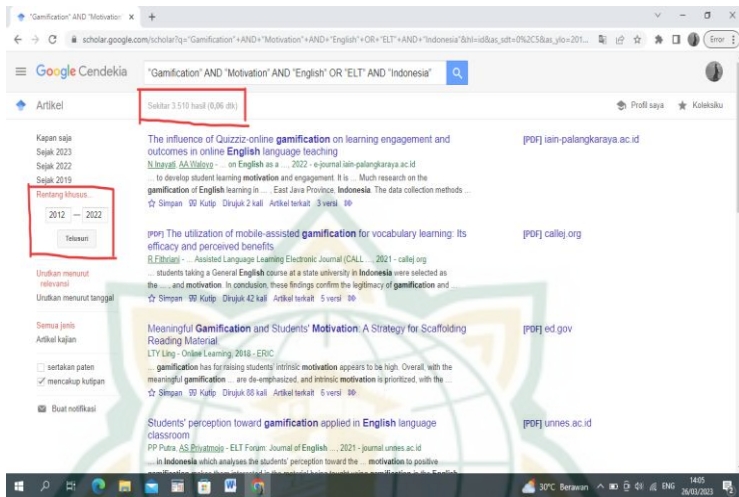 "Gamification" AND "Motivation
scholar.google.com/scholar?q="Gamification"+AND+"Motivation"+AND+"English"+OR+"ELT"+AND+"Indonesia"&hl=id&as_sdt=0%2C5&as_ylo=201...
Error
Google Cendekia
"Gamification" AND "Motivation" AND "English" OR "ELT" AND "Indonesia"
Artikel
Sekitar 3.510 hasil (0,06 dtk)
Profil saya
Koleksiku
Kapan saja
Sejak 2023
Sejak 2022
Sejak 2019
Rentang khusus...
2012 — 2022
Telusuri
Urutkan menurut
relevansi
Urutkan menurut tanggal
Semua jenis
Artikel kajian
sertakan paten
mencakup kutipan
Buat notifikasi
The influence of Quizziz-online gamification on learning engagement and
outcomes in online English language teaching
N Inayati, AA Waloyo - ... on English as a ..., 2022 - e-journal.iain-palangkaraya.ac.id
... to develop student learning motivation and engagement. It is ... Much research on the
gamification of English learning in ... , East Java Province, Indonesia. The data collection methods ...
Simpan Kutip Dirujuk 2 kali Artikel terkait 3 versi
[PDF] iain-palangkaraya.ac.id
[PDF] The utilization of mobile-assisted gamification for vocabulary learning: Its
efficacy and perceived benefits
R Fithriani - ... Assisted Language Learning Electronic Journal (CALL ..., 2021 - callej.org
... students taking a General English course at a state university in Indonesia were selected as
the ... , and motivation. In conclusion, these findings confirm the legitimacy of gamification and ...
Simpan Kutip Dirujuk 42 kali Artikel terkait 5 versi
[PDF] callej.org
Meaningful Gamification and Students' Motivation: A Strategy for Scaffolding
Reading Material
LTY Ling - Online Learning, 2018 - ERIC
... gamification has for raising students' intrinsic motivation appears to be high. Overall, with the
meaningful gamification ... are de-emphasized, and intrinsic motivation is prioritized, with the ...
Simpan Kutip Dirujuk 88 kali Artikel terkait 6 versi
[PDF] ed.gov
Students' perception toward gamification applied in English language
classroom
PP Putra, AS Priyatmojo - ELT Forum: Journal of English ..., 2021 - journal.unnes.ac.id
... in Indonesia which analyses the students' perception toward the ... motivation to positive
[PDF] unnes.ac.id
30°C Berawan
ENG
14:05
26/03/2023